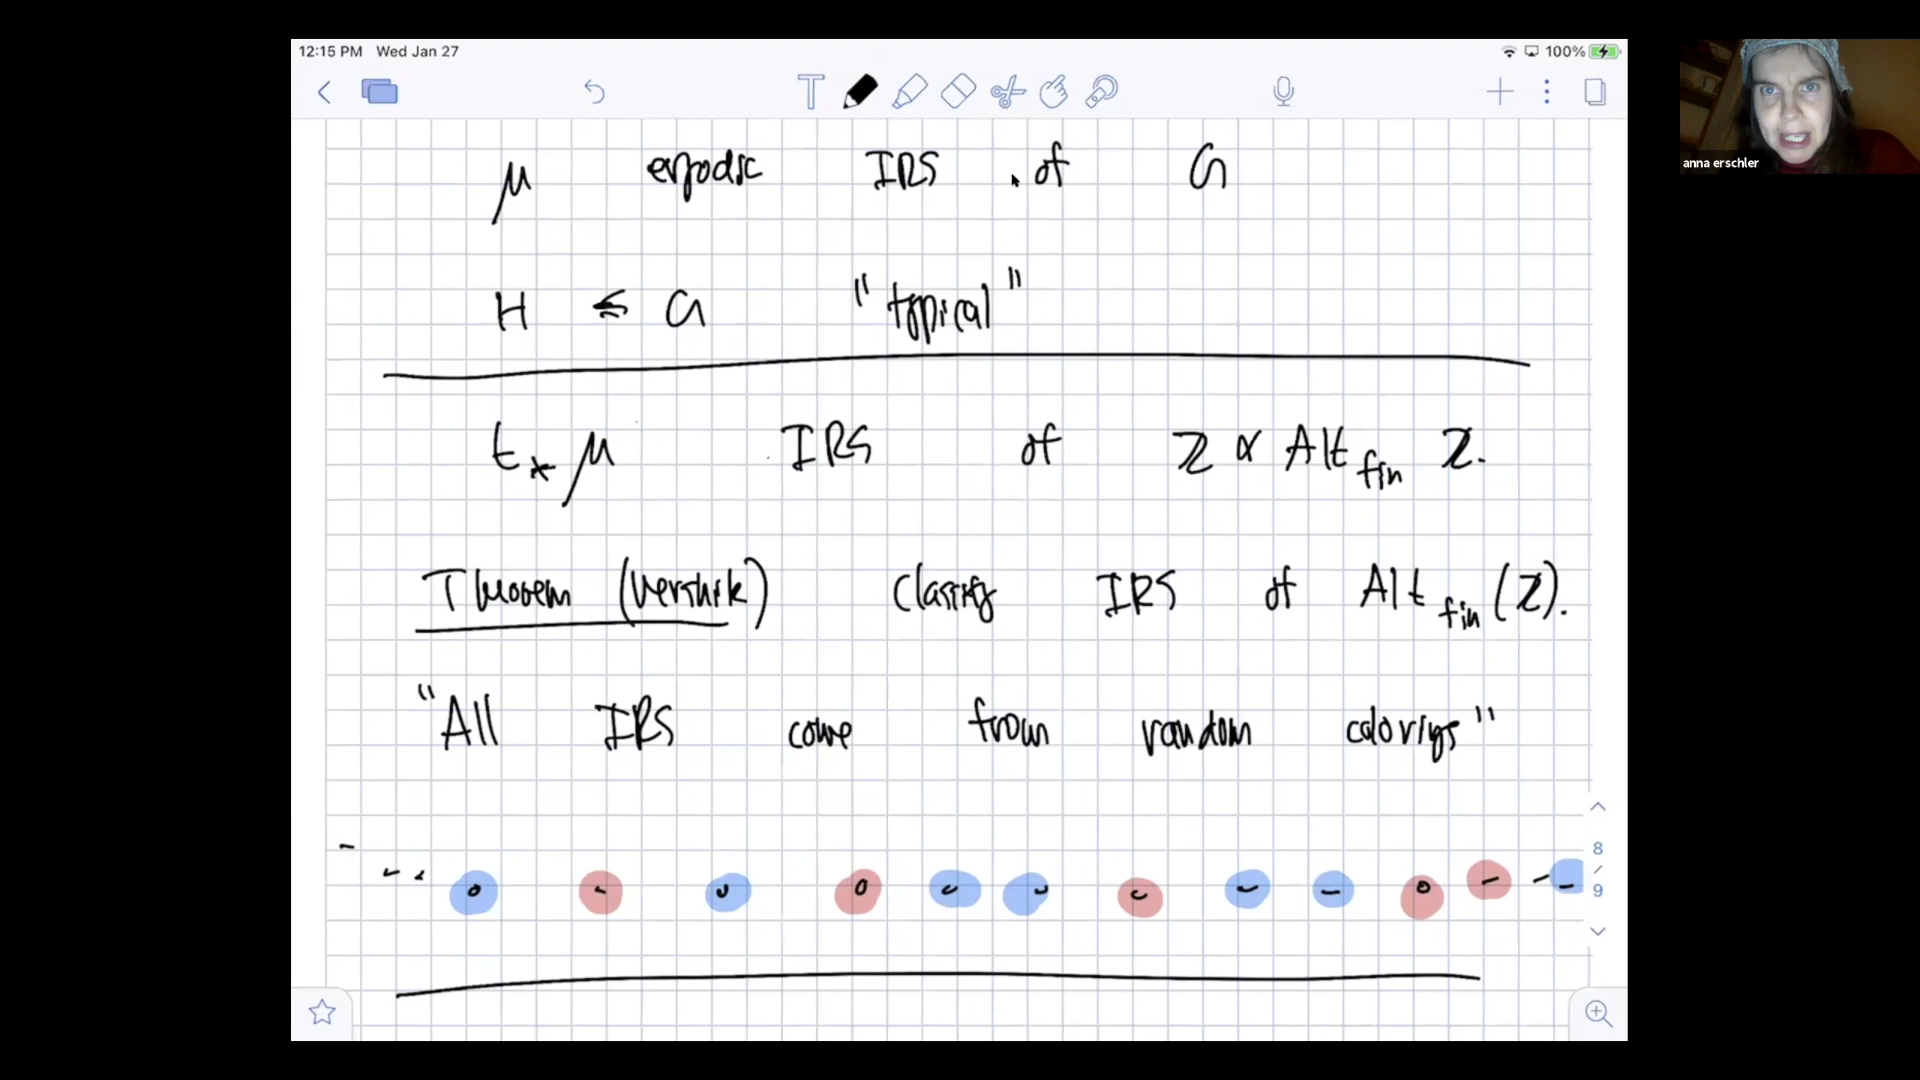 12:15 PM Wed Jan 27
100%
anna erschler
μ ergodic IRS of G
H ≤ G "typical"
t_* μ IRS of ℤ ⋉ Alt_fin ℤ.
Theorem (Vershik) Classify IRS of Alt_fin (ℤ).
"All IRS come from random colorings"
8/9